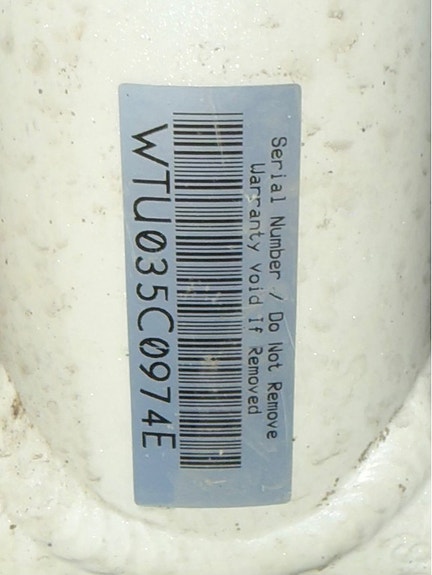 Serial Number / Do Not Remove
Warranty Void If Removed
WTU035C0974E